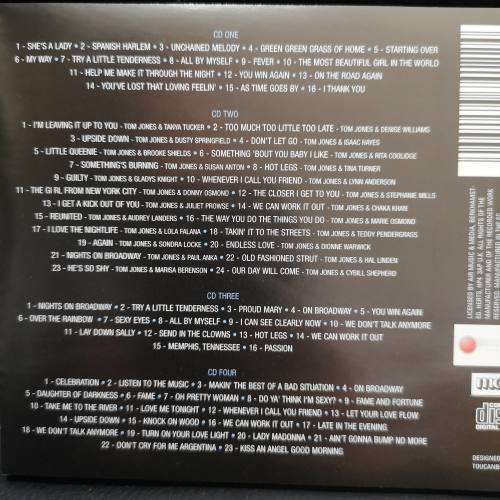 CD ONE
1 - SHE'S A LADY • 2 - SPANISH HARLEM • 3 - UNCHAINED MELODY • 4 - GREEN GREEN GRASS OF HOME • 5 - STARTING OVER
6 - MY WAY • 7 - TRY A LITTLE TENDERNESS • 8 - ALL BY MYSELF • 9 - FEVER • 10 - THE MOST BEAUTIFUL GIRL IN THE WORLD
11 - HELP ME MAKE IT THROUGH THE NIGHT • 12 - YOU WIN AGAIN • 13 - ON THE ROAD AGAIN
14 - YOU'VE LOST THAT LOVING FEELIN' • 15 - AS TIME GOES BY • 16 - I THANK YOU
CD TWO
1 - I'M LEAVING IT UP TO YOU - TOM JONES & TANYA TUCKER • 2 - TOO MUCH TOO LITTLE TOO LATE - TOM JONES & DENISE WILLIAMS
3 - UPSIDE DOWN - TOM JONES & DUSTY SPRINGFIELD • 4 - DON'T LET GO - TOM JONES & ISAAC HAYES
5 - LITTLE QUEENIE - TOM JONES & BROOKE SHIELDS • 6 - SOMETHING 'BOUT YOU BABY I LIKE - TOM JONES & RITA COOLIDGE
7 - SOMETHING'S BURNING - TOM JONES & SUSAN ANTON • 8 - HOT LEGS - TOM JONES & TINA TURNER
9 - GUILTY - TOM JONES & GLADYS KNIGHT • 10 - WHENEVER I CALL YOU FRIEND - TOM JONES & LYNN ANDERSON
11 - THE GIRL FROM NEW YORK CITY - TOM JONES & DONNY OSMOND • 12 - THE CLOSER I GET TO YOU - TOM JONES & STEPHANIE MILLS
13 - I GET A KICK OUT OF YOU - TOM JONES & JULIET PROWSE • 14 - WE CAN WORK IT OUT - TOM JONES & CHAKA KHAN
15 - REUNITED - TOM JONES & AUDREY LANDERS • 16 - THE WAY YOU DO THE THINGS YOU DO - TOM JONES & MARIE OSMOND
17 - I LOVE THE NIGHTLIFE - TOM JONES & LOLA FALANA • 18 - TAKIN' IT TO THE STREETS - TOM JONES & TEDDY PENDERGRASS
19 - AGAIN - TOM JONES & SONDRA LOCKE • 20 - ENDLESS LOVE - TOM JONES & DIONNE WARWICK
21 - NIGHTS ON BROADWAY - TOM JONES & PAUL ANKA • 22 - OLD FASHIONED STRUT - TOM JONES & HAL LINDEN
23 - HE'S SO SHY - TOM JONES & MARISA BERENSON • 24 - OUR DAY WILL COME - TOM JONES & CYBILL SHEPHERD
CD THREE
1 - NIGHTS ON BROADWAY • 2 - TRY A LITTLE TENDERNESS • 3 - PROUD MARY • 4 - ON BROADWAY • 5 - YOU WIN AGAIN
6 - OVER THE RAINBOW • 7 - SEXY EYES • 8 - ALL BY MYSELF • 9 - I CAN SEE CLEARLY NOW • 10 - WE DON'T TALK ANYMORE
11 - LAY DOWN SALLY • 12 - SEND IN THE CLOWNS • 13 - HOT LEGS • 14 - WE CAN WORK IT OUT
15 - MEMPHIS, TENNESSEE • 16 - PASSION
CD FOUR
1 - CELEBRATION • 2 - LISTEN TO THE MUSIC • 3 - MAKIN' THE BEST OF A BAD SITUATION • 4 - ON BROADWAY
5 - DAUGHTER OF DARKNESS • 6 - FAME • 7 - OH PRETTY WOMAN • 8 - DO YA' THINK I'M SEXY? • 9 - FAME AND FORTUNE
10 - TAKE ME TO THE RIVER • 11 - LOVE ME TONIGHT • 12 - WHENEVER I CALL YOU FRIEND • 13 - LET YOUR LOVE FLOW
14 - UPSIDE DOWN • 15 - KNOCK ON WOOD • 16 - WE CAN WORK IT OUT • 17 - LATE IN THE EVENING
18 - WE DON'T TALK ANYMORE • 19 - TURN ON YOUR LOVE LIGHT • 20 - LADY MADONNA • 21 - AIN'T GONNA BUMP NO MORE
22 - DON'T CRY FOR ME ARGENTINA • 23 - KISS AN ANGEL GOOD MORNING
LICENSED BY AIR MUSIC & MEDIA, BERKHAMST-
ED, HERTS, HP4 3AP U.K. ALL RIGHTS OF THE
MANUFACTURER AND OF THE RECORDED WORK
DIGITAL
DESIGNED
TOUCAN